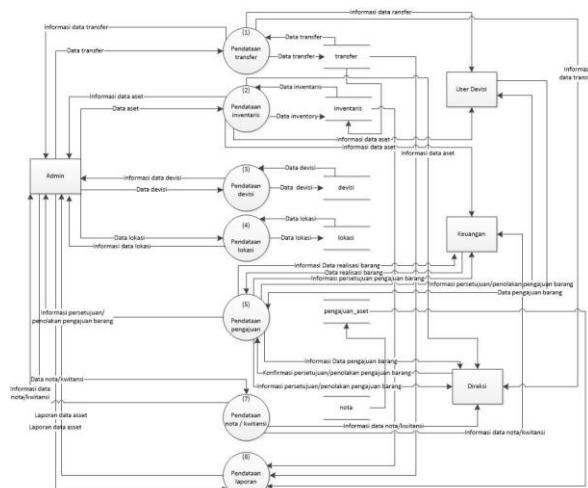 Informasi data ransfer
Informasi data transfer
(1)
Data transfer
Pendataan
transfer
Data transfer
Data transfer
transfer
Informasi
data trans
(2)
Informasi data aset
Data inventaris
User Devisi
Data aset
Pendataan
inventaris
inventaris
Data inventory
Informasi data aset
Informasi data aset
Informasi data aset
(3)
Admin
Informasi devisi
Data devisi
Pendataan
devisi
Data devisi
Data devisi
devisi
(4)
Data lokasi
Data lokasi
Pendataan
lokasi
Data lokasi
lokasi
Informasi data lokasi
Keuangan
Informasi Data realisasi barang
Data realisasi barang
Informasi persetujuan pengajuan barang
Informasi persetujuan/penolakan pengajuan barang
Data pengajuan barang
(5)
Pendataan
pengajuan
pengajuan_aset
Informasi persetujuan/
penolakan pengajuan barang
Informasi Data pengajuan barang
Konfirmasi persetujuan/penolakan pengajuan barang
Informasi persetujuan/penolakan pengajuan barang
Direksi
Data nota/kwitansi
Informasi data
nota/kwitansi
(7)
Pendataan
nota / kwitansi
nota
Informasi data nota/kwitansi
Informasi data nota/kwitansi
Laporan data asset
Laporan data asset
Pendataan
laporan